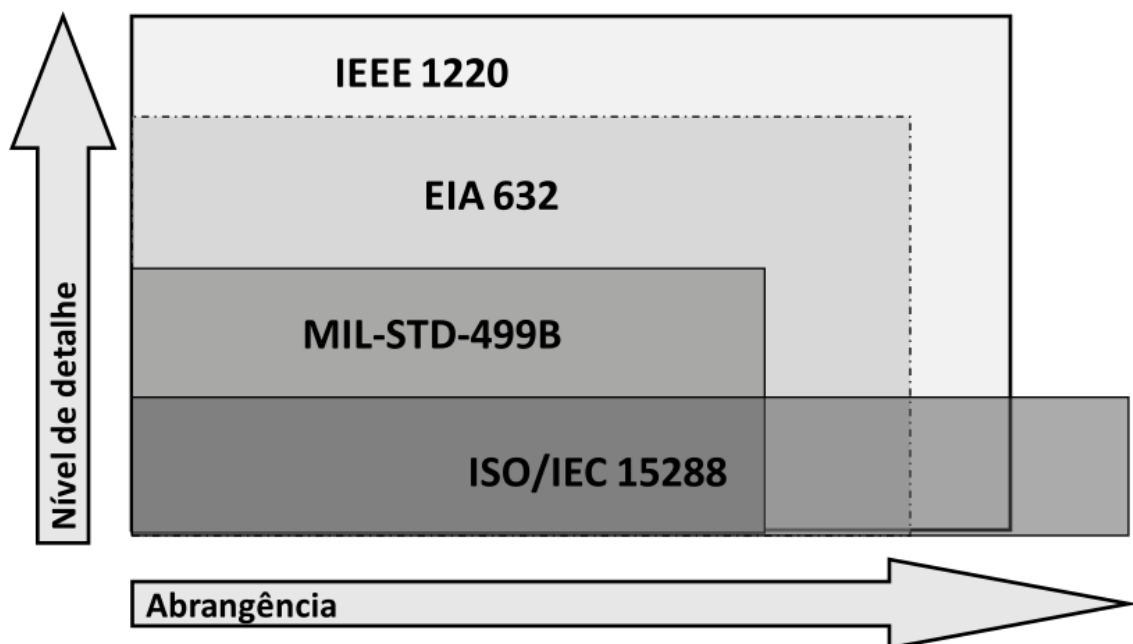 IEEE 1220
EIA 632
MIL-STD-499B
ISO/IEC 15288
Nível de detalhe
Abrangência